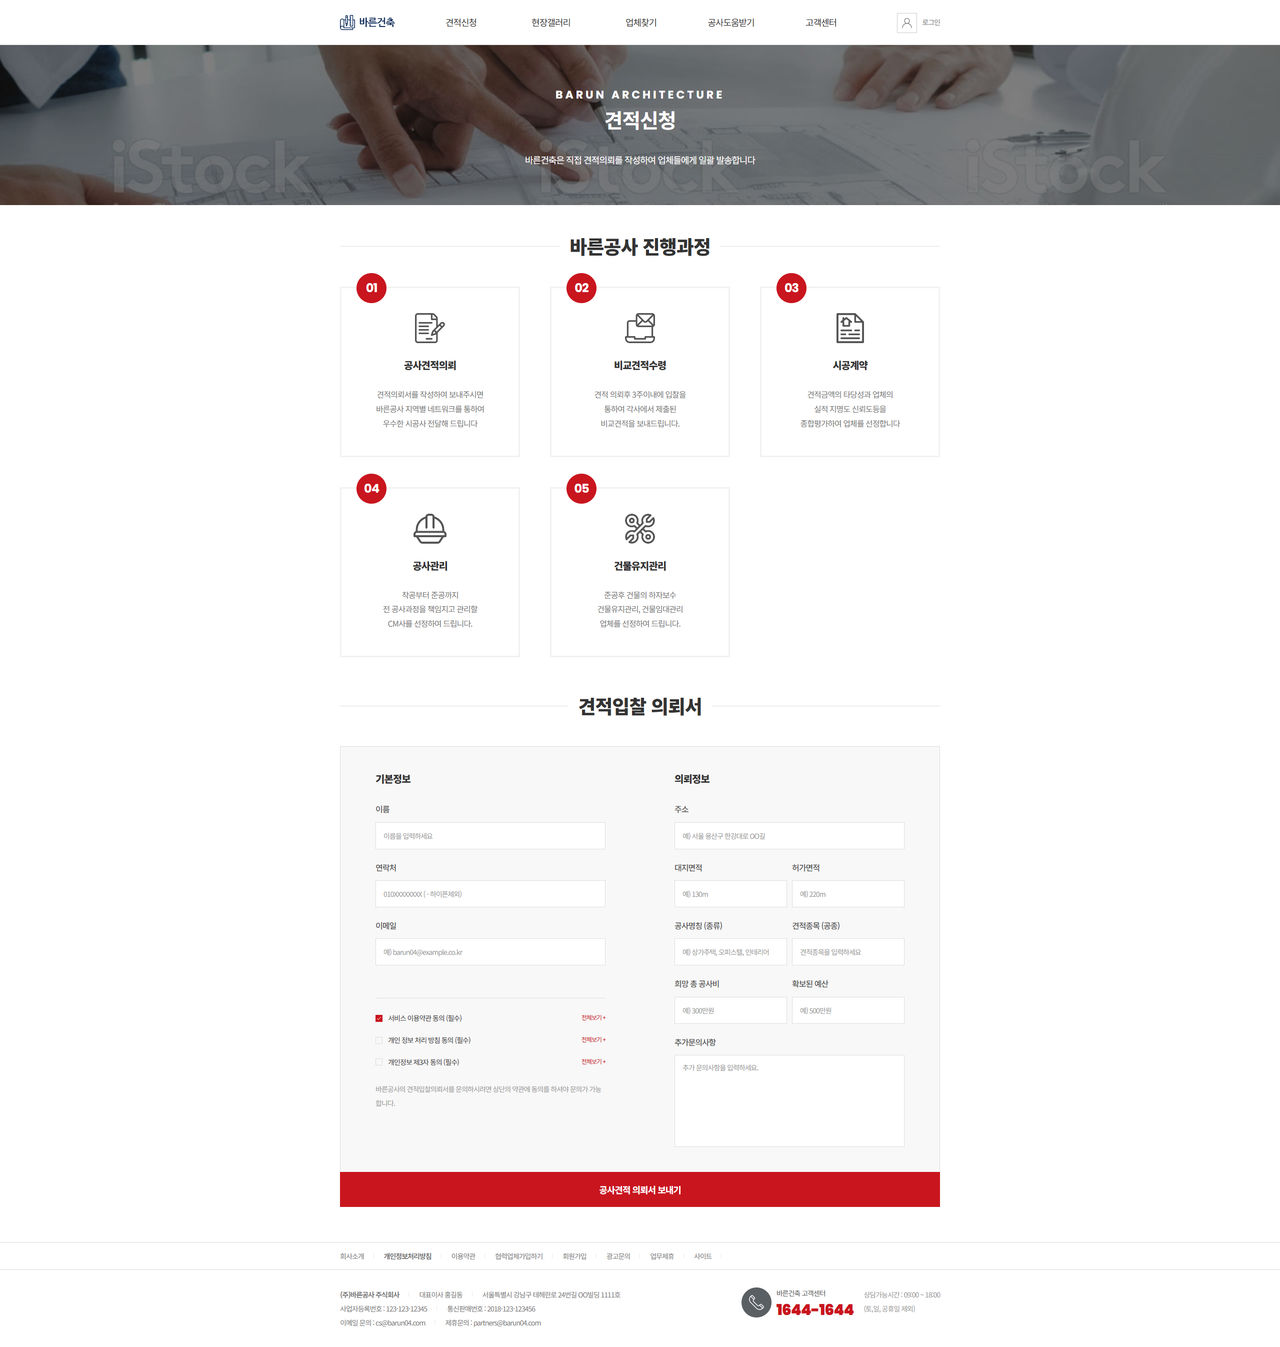 바른건축
견적신청
현장갤러리
업체찾기
공사도움받기
고객센터
로그인
BARUN ARCHITECTURE
견적신청
바른건축은 직접 견적의뢰를 작성하여 업체들에게 일괄 발송합니다
iStock iStock iStock
바른공사 진행과정
01
공사견적의뢰
견적의뢰서를 작성하여 보내주시면
바른공사 지역별 네트워크를 통하여
우수한 시공사 전달해 드립니다
02
비교견적수령
견적 의뢰후 3주이내에 입찰을
통하여 각사에서 제출된
비교견적을 보내드립니다.
03
시공계약
견적금액의 타당성과 업체의
실적 지명도 신뢰도등을
종합평가하여 업체를 선정합니다
04
공사관리
착공부터 준공까지
전 공사과정을 책임지고 관리할
CM사를 선정하여 드립니다.
05
건물유지관리
준공후 건물의 하자보수
건물유지관리, 건물임대관리
업체를 선정하여 드립니다.
견적입찰 의뢰서
기본정보
이름
이름을 입력하세요
연락처
010XXXXXXXX ( - 하이픈제외)
이메일
예) barun04@example.co.kr
서비스 이용약관 동의 (필수) 전체보기 +
개인 정보 처리 방침 동의 (필수) 전체보기 +
개인정보 제3자 동의 (필수) 전체보기 +
바른공사의 견적입찰의뢰서를 문의하시려면 상단의 약관에 동의를 하셔야 문의가 가능
합니다.
의뢰정보
주소
예) 서울 용산구 한강대로 OO길
대지면적 허가면적
예) 130m 예) 220m
공사명칭 (종류) 견적종목 (공종)
예) 상가주택, 오피스텔, 인테리어 견적종목을 입력하세요
희망 총 공사비 확보된 예산
예) 300만원 예) 500만원
추가문의사항
추가 문의사항을 입력하세요.
공사견적 의뢰서 보내기
회사소개 개인정보처리방침 이용약관 협력업체가입하기 회원가입 광고문의 업무제휴 사이트
(주)바른공사 주식회사 대표이사 홍길동 서울특별시 강남구 테헤란로 24번길 OO빌딩 1111호
사업자등록번호 : 123-123-12345 통신판매번호 : 2018-123-123456
이메일 문의 : cs@barun04.com 제휴문의 : partners@barun04.com
바른건축 고객센터
1644-1644
상담가능시간 : 09:00 ~ 18:00
(토,일, 공휴일 제외)